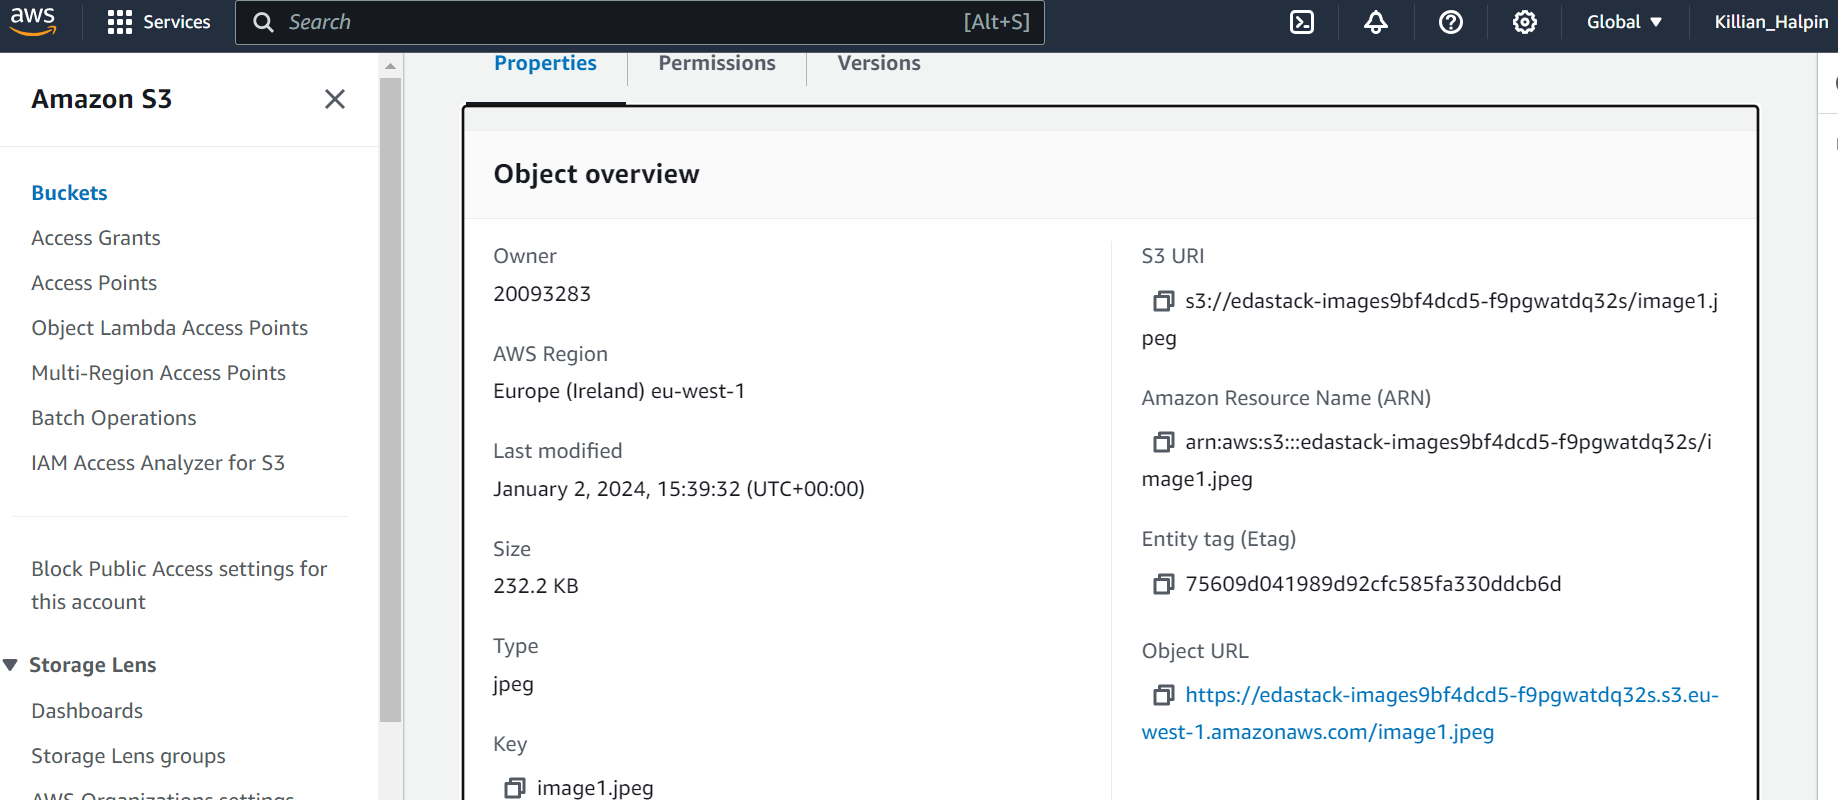 aws Services Search [Alt+S] Global Killian_Halpin
Amazon S3
Buckets
Access Grants
Access Points
Object Lambda Access Points
Multi-Region Access Points
Batch Operations
IAM Access Analyzer for S3
Block Public Access settings for
this account
Storage Lens
Dashboards
Storage Lens groups
AWS Organizations settings
Properties Permissions Versions
Object overview
Owner
20093283
AWS Region
Europe (Ireland) eu-west-1
Last modified
January 2, 2024, 15:39:32 (UTC+00:00)
Size
232.2 KB
Type
jpeg
Key
image1.jpeg
S3 URI
s3://edastack-images9bf4dcd5-f9pgwatdq32s/image1.j
peg
Amazon Resource Name (ARN)
arn:aws:s3:::edastack-images9bf4dcd5-f9pgwatdq32s/i
mage1.jpeg
Entity tag (Etag)
75609d041989d92cfc585fa330ddcb6d
Object URL
https://edastack-images9bf4dcd5-f9pgwatdq32s.s3.eu-
west-1.amazonaws.com/image1.jpeg